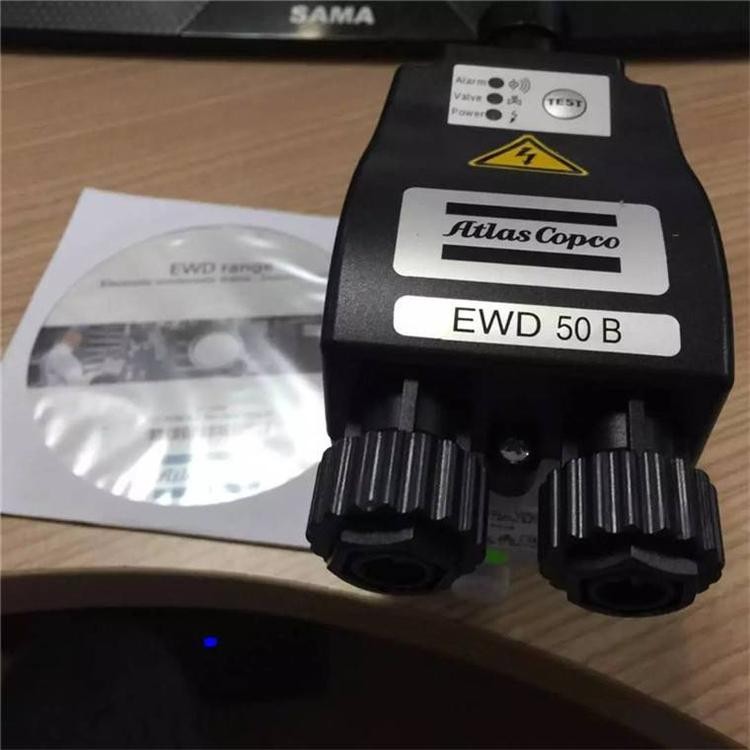 SAMA
Alarm
Valve
Power
TEST
Atlas Copco
EWD 50 B
EWD range